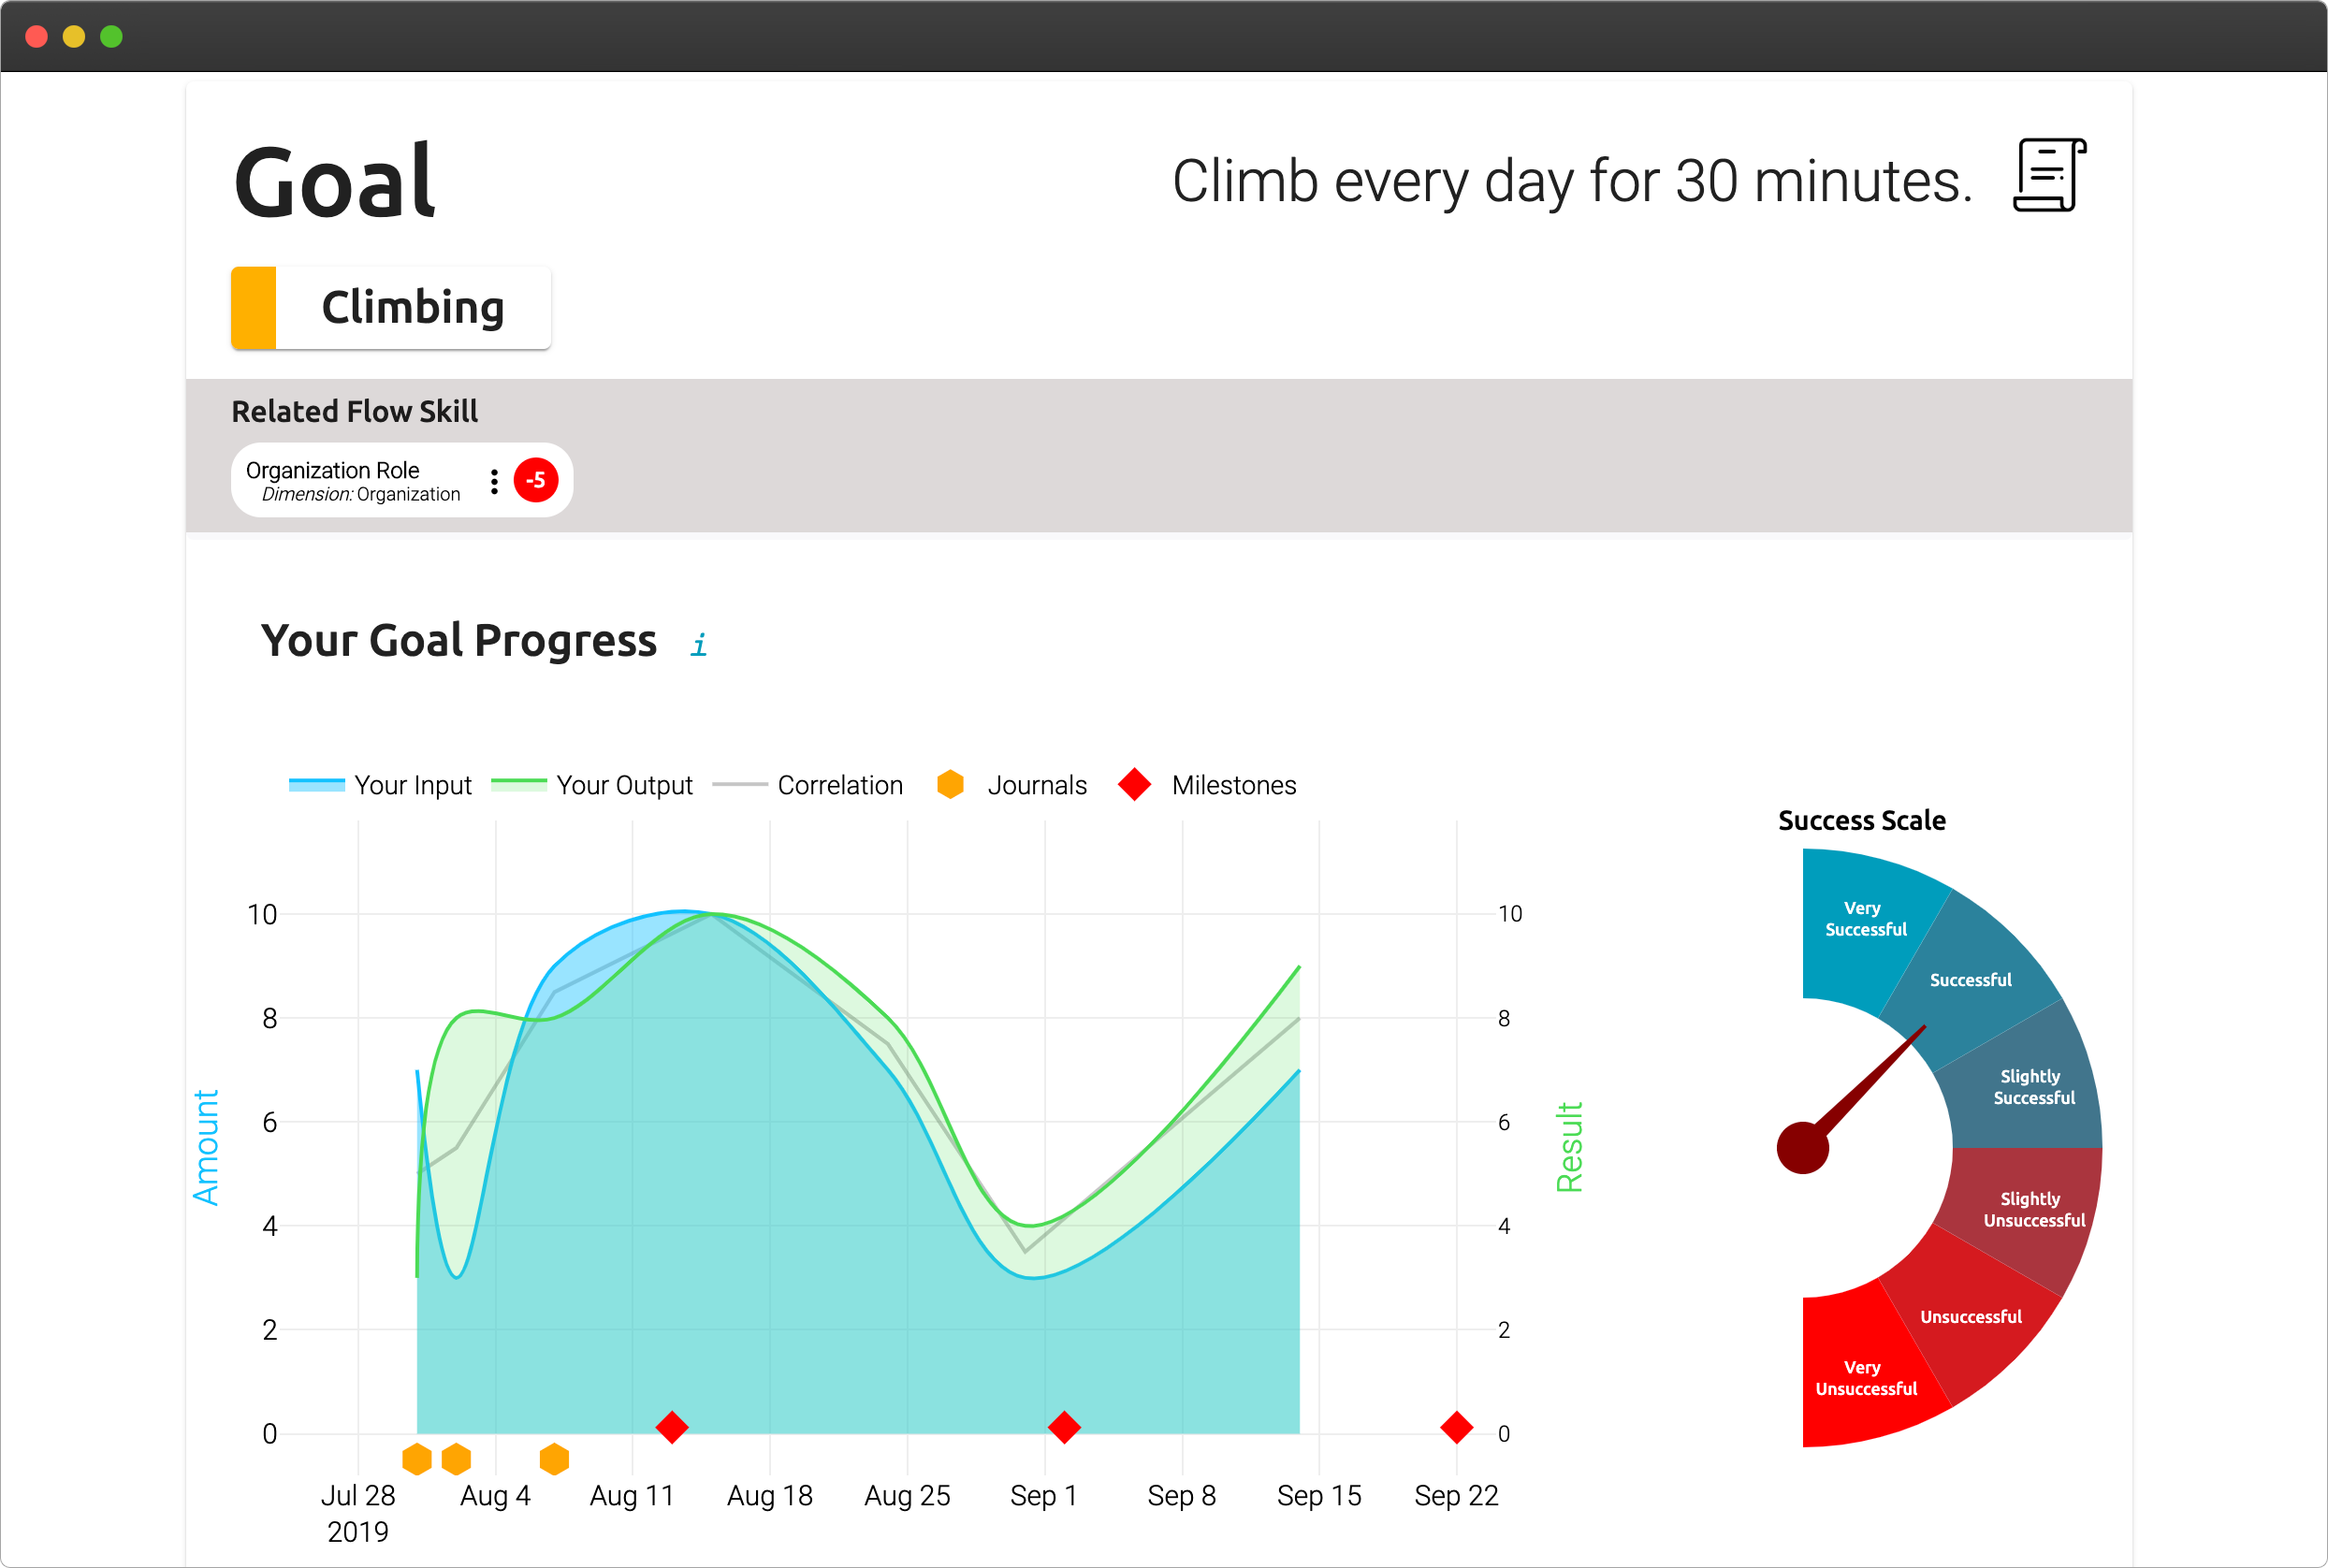 Goal
Climb every day for 30 minutes.
Climbing
Related Flow Skill
Organization Role
Dimension: Organization
-5
Your Goal Progress i
Your Input Your Output Correlation Journals Milestones
Amount
10
8
6
4
2
0
10
8
6
4
2
0
Result
Jul 28 Aug 4 Aug 11 Aug 18 Aug 25 Sep 1 Sep 8 Sep 15 Sep 22
2019
Success Scale
Very
Successful
Successful
Slightly
Successful
Slightly
Unsuccessful
Unsuccessful
Very
Unsuccessful